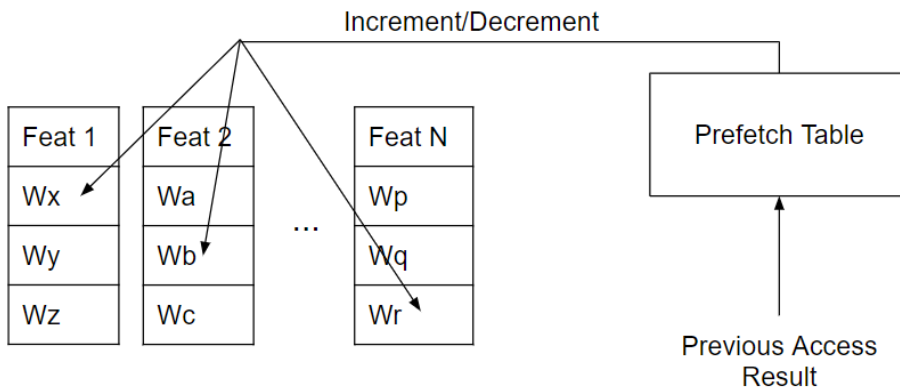 Increment/Decrement
Feat 1
Feat 2
Feat N
Prefetch Table
Wx
Wa
Wp
...
Wy
Wb
Wq
Wz
Wc
Wr
Previous Access
Result